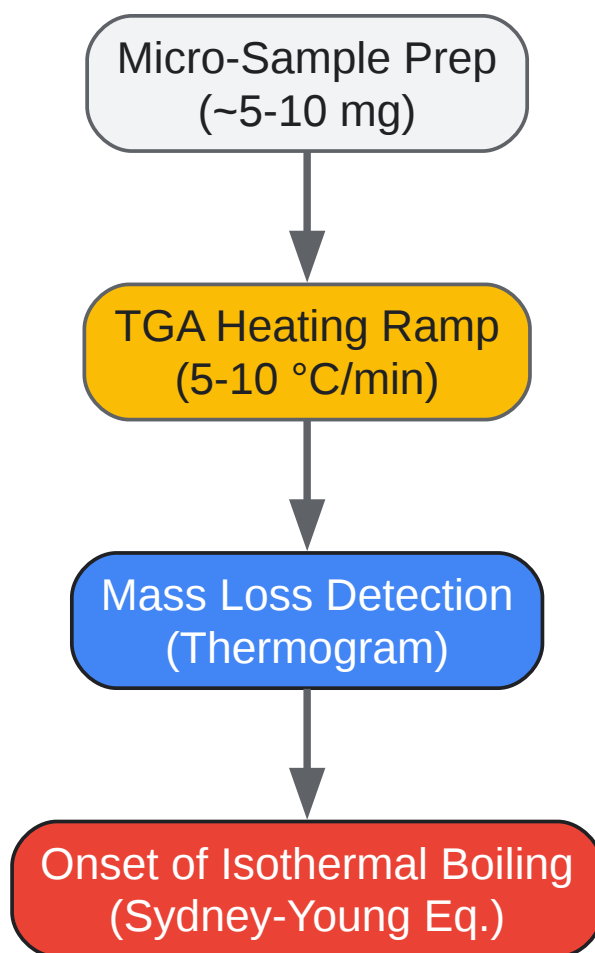 Micro-Sample Prep
(~5-10 mg)
TGA Heating Ramp
(5-10 °C/min)
Mass Loss Detection
(Thermogram)
Onset of Isothermal Boiling
(Sydney-Young Eq.)